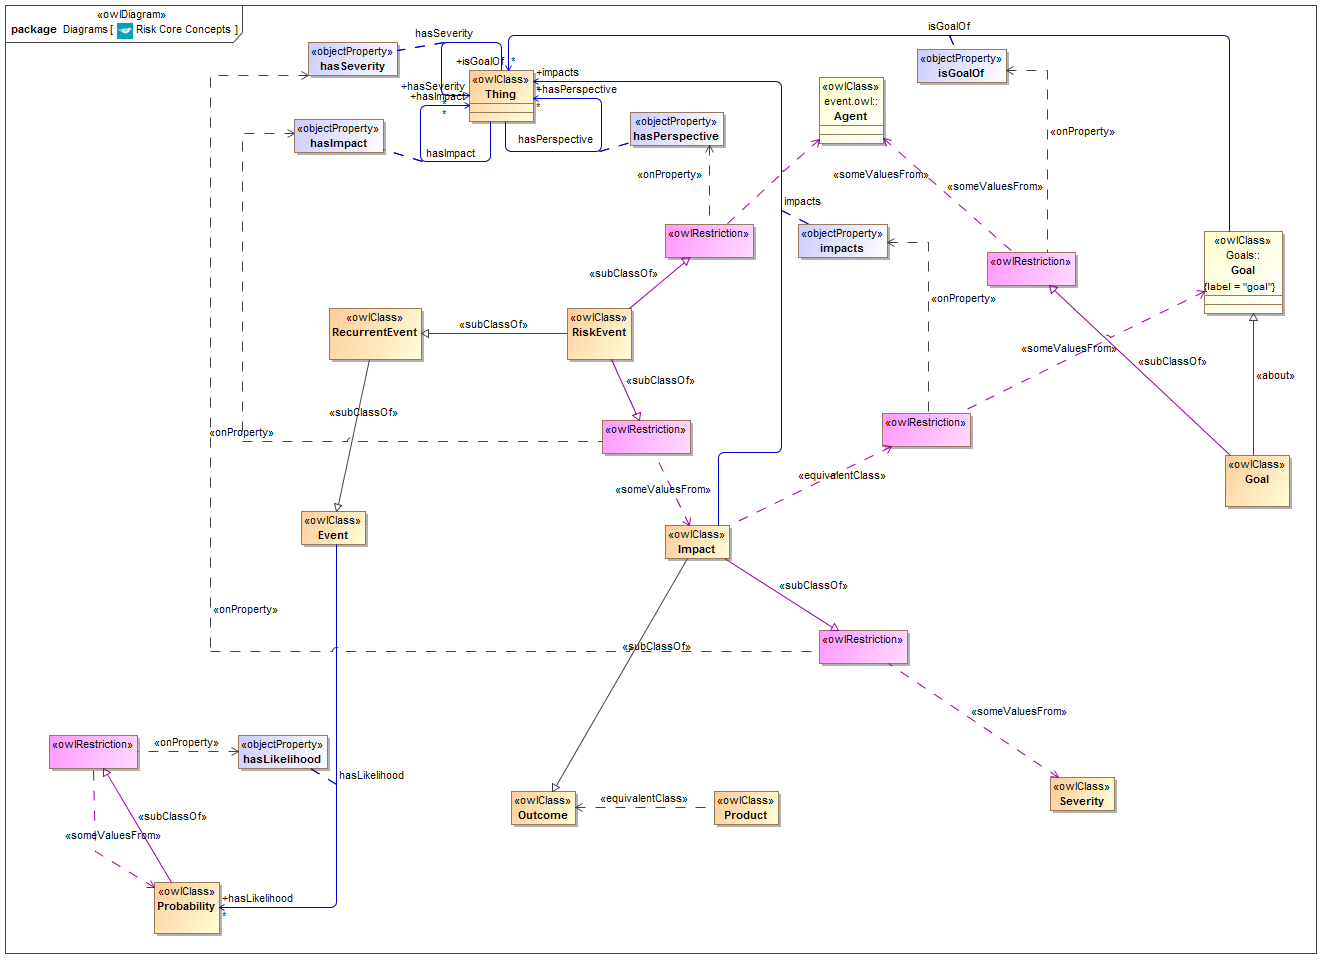 «owlDiagram»
package Diagrams [ Risk Core Concepts ]
hasSeverity
isGoalOf
«objectProperty»
hasSeverity
+isGoalOf
*
«owlClass»
Thing
+impacts
*
+hasPerspective
*
+hasSeverity
*
+hasImpact
*
«objectProperty»
isGoalOf
«owlClass»
event.owl::
Agent
«objectProperty»
hasImpact
hasImpact
hasPerspective
«objectProperty»
hasPerspective
«onProperty»
«onProperty»
«someValuesFrom»
«someValuesFrom»
impacts
«owlRestriction»
«objectProperty»
impacts
«owlRestriction»
«owlClass»
Goals::
Goal
{label = "goal"}
«subClassOf»
«onProperty»
«owlClass»
RecurrentEvent
«subClassOf»
«owlClass»
RiskEvent
«someValuesFrom»
«subClassOf»
«about»
«subClassOf»
«subClassOf»
«onProperty»
«owlRestriction»
«owlRestriction»
«owlClass»
Goal
«someValuesFrom»
«equivalentClass»
«owlClass»
Event
«owlClass»
Impact
«subClassOf»
«onProperty»
«subClassOf»
«owlRestriction»
«someValuesFrom»
«owlRestriction»
«onProperty»
«objectProperty»
hasLikelihood
hasLikelihood
«owlClass»
Outcome
«equivalentClass»
«owlClass»
Product
«owlClass»
Severity
«subClassOf»
«someValuesFrom»
«owlClass»
Probability
+hasLikelihood
*